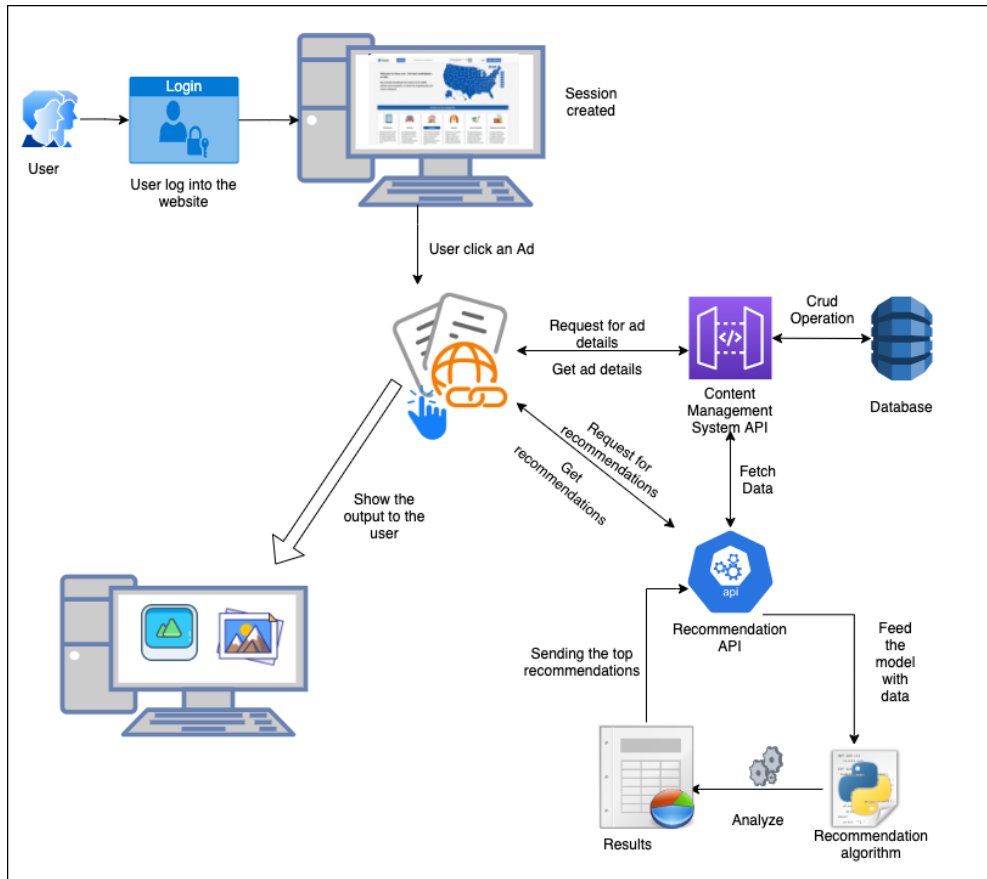 Login
User
User log into the
website
Session
created
User click an Ad
Request for ad
details
Get ad details
Content
Management
System API
Crud
Operation
Database
Request for
recommendations
Get
recommendations
Fetch
Data
Show the
output to the
user
api
Recommendation
API
Sending the top
recommendations
Feed
the
model
with
data
Results
Analyze
Recommendation
algorithm